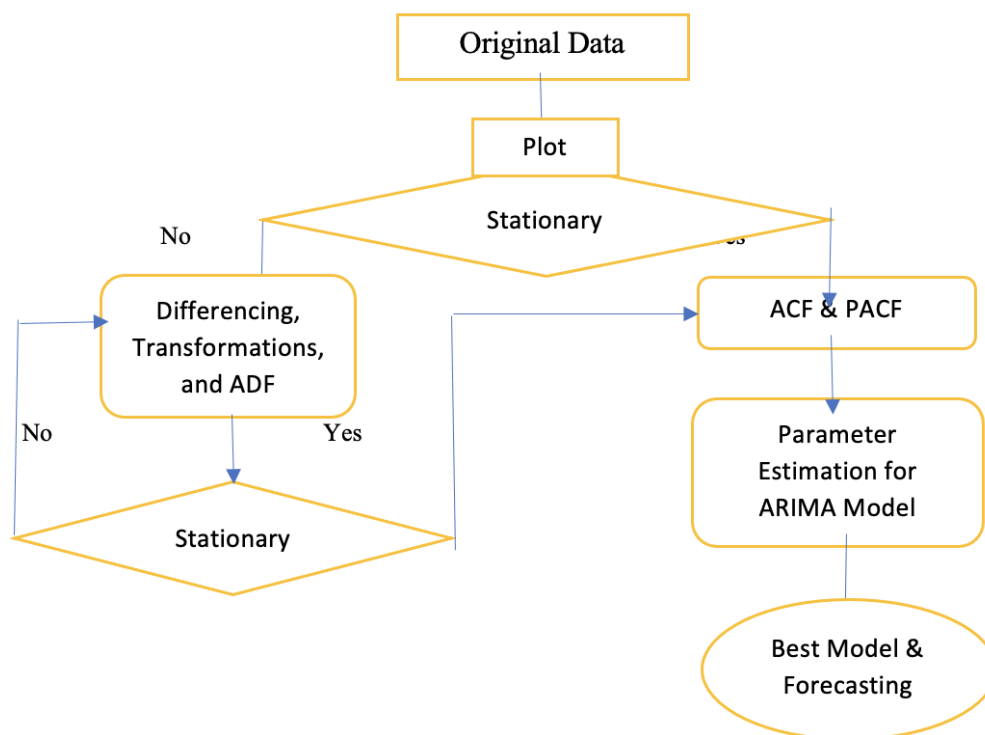 Original Data
Plot
Stationary
No
Differencing,
Transformations,
and ADF
ACF & PACF
No
Yes
Parameter
Estimation for
ARIMA Model
Stationary
Best Model &
Forecasting